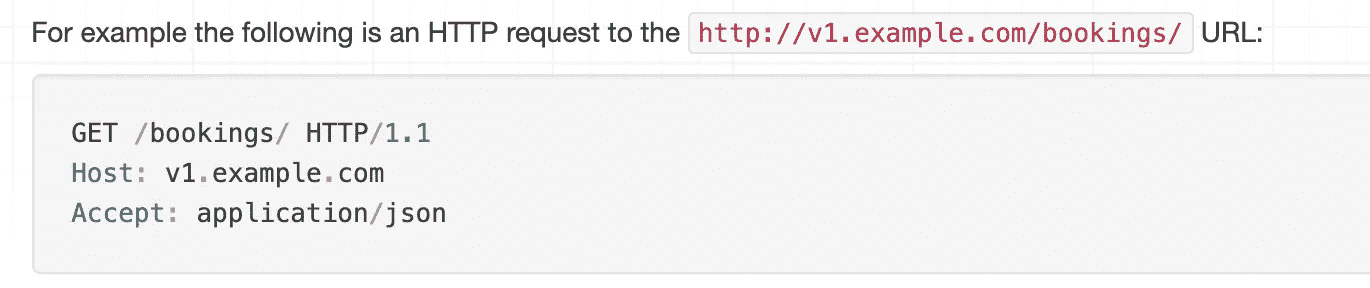 For example the following is an HTTP request to the http://v1.example.com/bookings/ URL:
GET /bookings/ HTTP/1.1
Host: v1.example.com
Accept: application/json